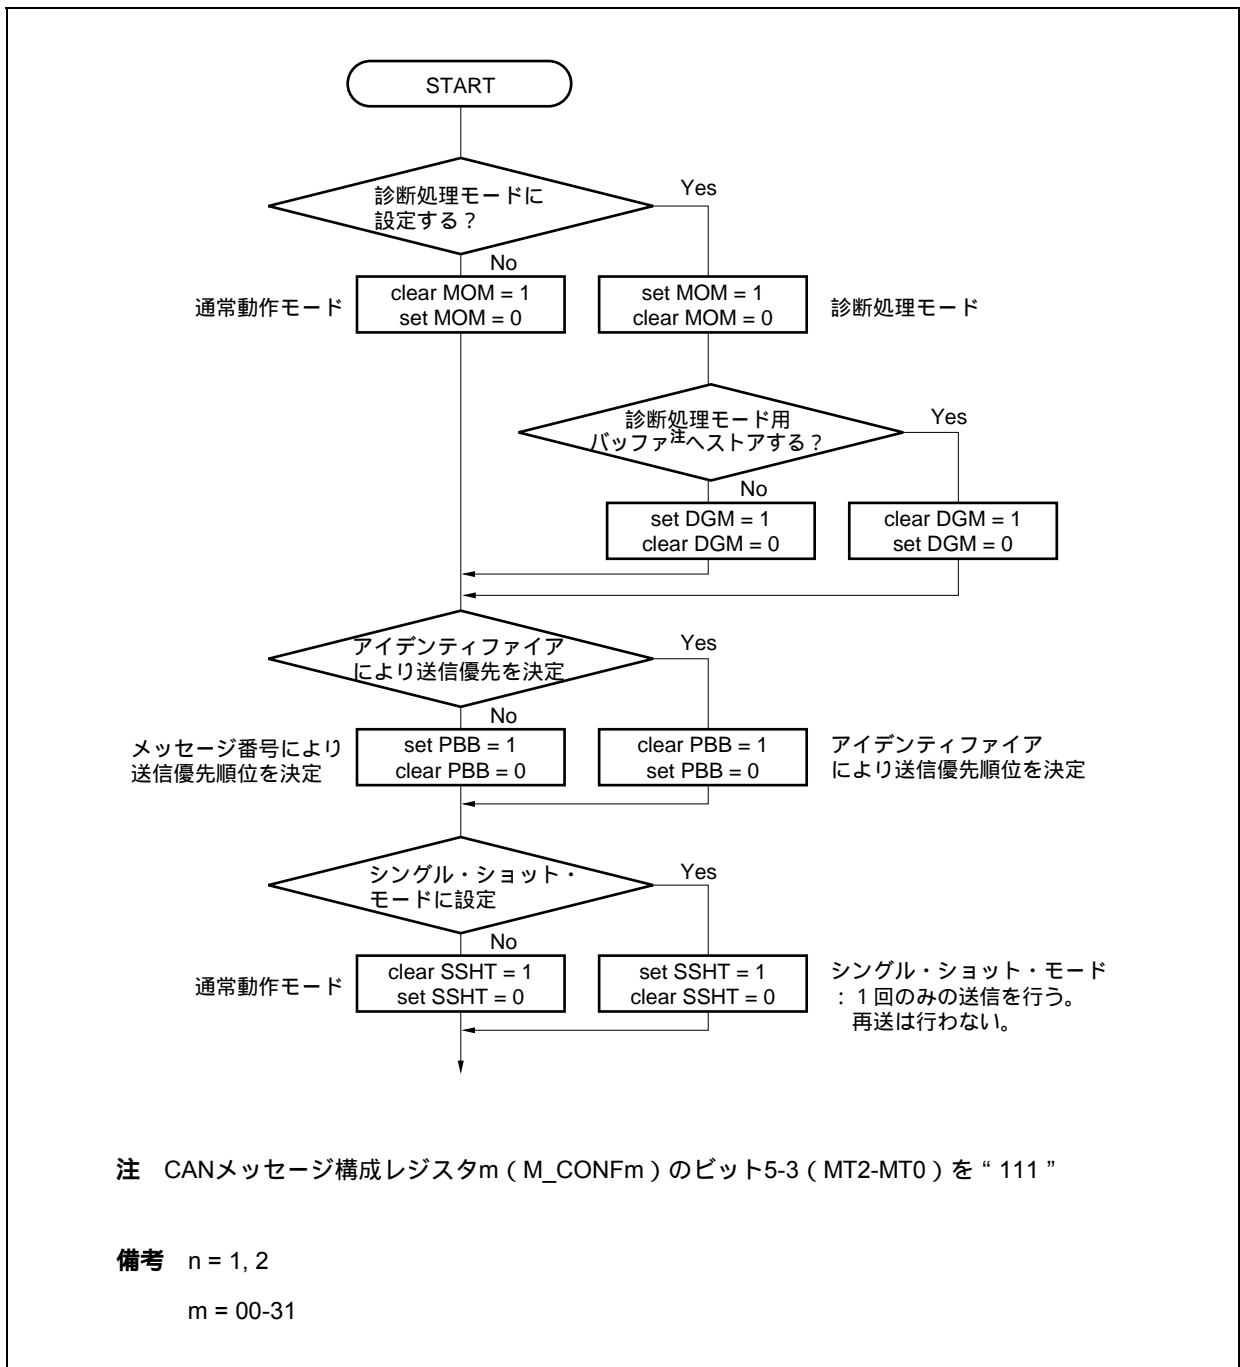 START
診断処理モードに
設定する？
Yes
No
通常動作モード
clear MOM = 1
set MOM = 0
set MOM = 1
clear MOM = 0
診断処理モード
診断処理モード用
バッファ注へストアする？
Yes
No
set DGM = 1
clear DGM = 0
clear DGM = 1
set DGM = 0
アイデンティファイア
により送信優先を決定
Yes
No
メッセージ番号により
送信優先順位を決定
set PBB = 1
clear PBB = 0
clear PBB = 1
set PBB = 0
アイデンティファイア
により送信優先順位を決定
シングル・ショット・
モードに設定
Yes
No
通常動作モード
clear SSHT = 1
set SSHT = 0
set SSHT = 1
clear SSHT = 0
シングル・ショット・モード
：1回のみの送信を行う。
再送は行わない。
注 CANメッセージ構成レジスタm（M_CONFm）のビット5-3（MT2-MT0）を“111”
備考 n = 1, 2
m = 00-31